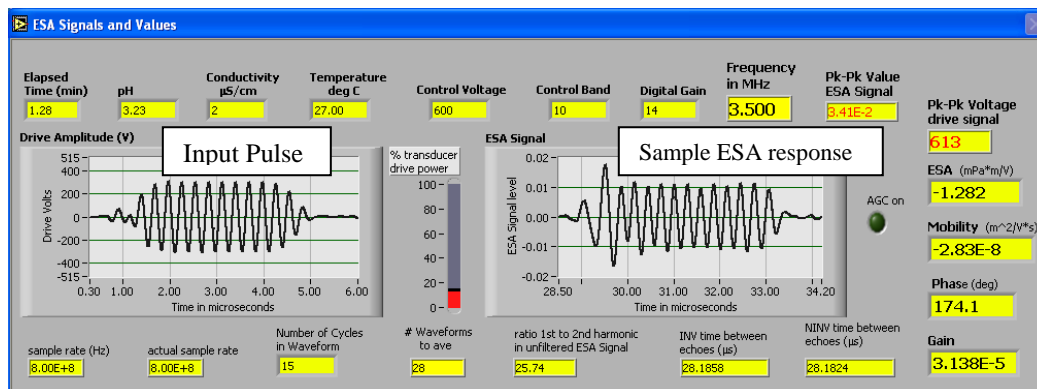 ESA Signals and Values
Elapsed Time (min)
1.28
pH
3.23
Conductivity µS/cm
2
Temperature deg C
27.00
Control Voltage
600
Control Band
10
Digital Gain
14
Frequency in MHz
3.500
Pk-Pk Value ESA Signal
3.41E-2
Pk-Pk Voltage drive signal
613
ESA (mPa*m/V)
-1.282
Mobility (m^2/V*s)
-2.83E-8
Phase (deg)
174.1
Gain
3.138E-5
Drive Amplitude (V)
Input Pulse
Drive Volts
515-
400-
200-
0-
-200-
-400-
-515-
0.30 1.00 2.00 3.00 4.00 5.00 6.00
Time in microseconds
% transducer drive power
100-
80-
60-
40-
20-
0-
ESA Signal
Sample ESA response
ESA Signal level
0.02-
0.01-
0.00-
-0.01-
-0.02-
28.50 30.00 31.00 32.00 33.00 34.20
Time in microseconds
AGC on
sample rate (Hz)
8.00E+8
actual sample rate
8.00E+8
Number of Cycles in Waveform
15
# Waveforms to ave
28
ratio 1st to 2nd harmonic in unfiltered ESA Signal
25.74
INV time between echoes (µs)
28.1858
NINV time between echoes (µs)
28.1824